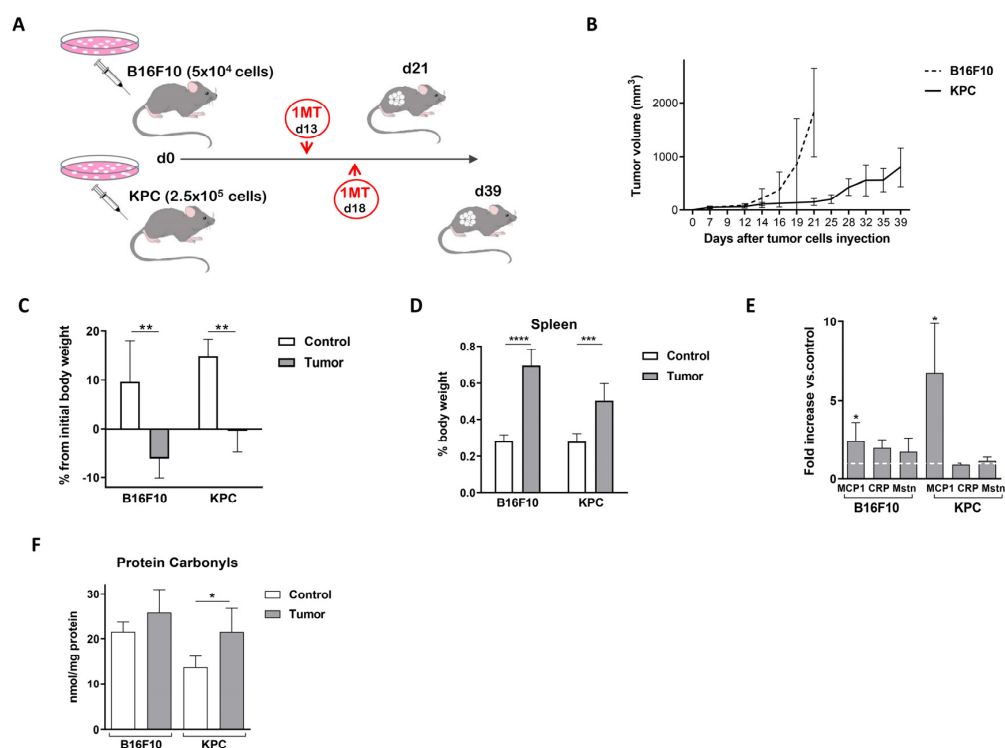 A
B16F10 (5x10⁴ cells)
d21
1MT
d13
d0
KPC (2.5x10⁵ cells)
1MT
d18
d39
B
B16F10
KPC
Tumor volume (mm³)
2000
1000
0
0 7 9 12 14 16 19 21 25 28 32 35 39
Days after tumor cells inyection
C
% from initial body weight
20
10
0
-10
** **
Control
Tumor
B16F10 KPC
D
Spleen
% body weight
0.8
0.6
0.4
0.2
0.0
**** ***
Control
Tumor
B16F10 KPC
E
Fold increase vs.control
10
5
0
* *
MCP1 CRP Mstn MCP1 CRP Mstn
B16F10 KPC
F
Protein Carbonyls
nmol/mg protein
30
20
10
0
*
Control
Tumor
B16F10 KPC